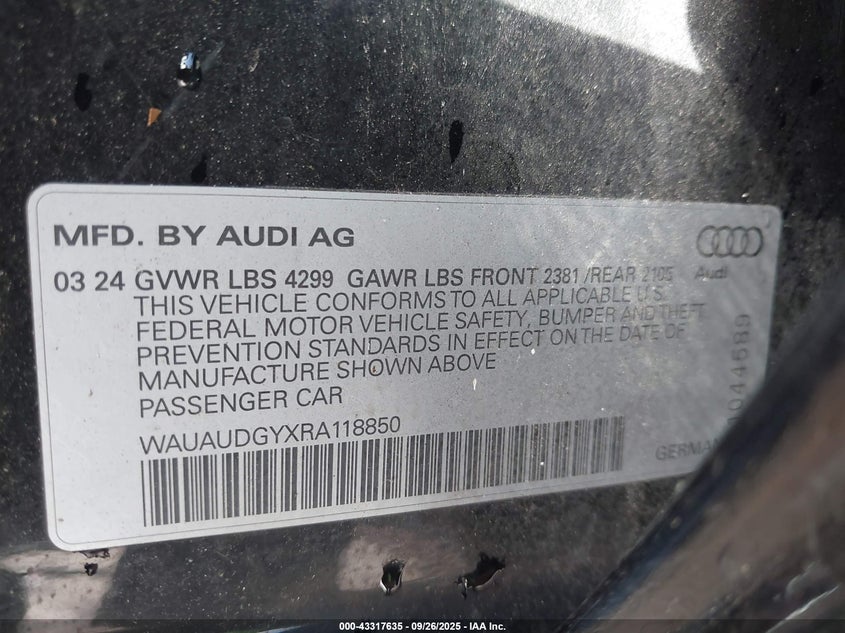 MFD. BY AUDI AG
03 24 GVWR LBS 4299 GAWR LBS FRONT 2381 /REAR 2105
Audi
THIS VEHICLE CONFORMS TO ALL APPLICABLE U.S.
FEDERAL MOTOR VEHICLE SAFETY, BUMPER AND THEFT
PREVENTION STANDARDS IN EFFECT ON THE DATE OF
MANUFACTURE SHOWN ABOVE
PASSENGER CAR
WAUAUDGYXRA118850
000-43317635 - 09/26/2025 - IAA Inc.